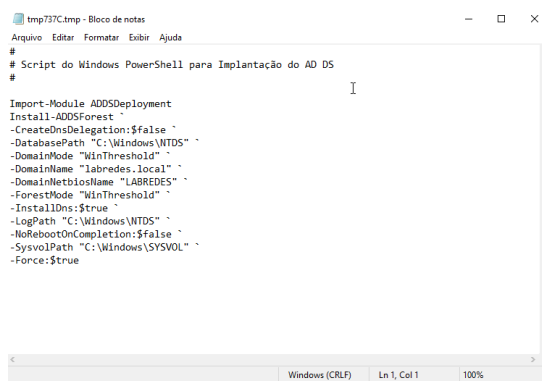 tmp737C.tmp - Bloco de notas
Arquivo Editar Formatar Exibir Ajuda
#
# Script do Windows PowerShell para Implantação do AD DS
#
Import-Module ADDSDeployment
Install-ADDSForest `
-CreateDnsDelegation:$false `
-DatabasePath "C:\Windows\NTDS" `
-DomainMode "WinThreshold" `
-DomainName "labredes.local" `
-DomainNetbiosName "LABREDES" `
-ForestMode "WinThreshold" `
-InstallDns:$true `
-LogPath "C:\Windows\NTDS" `
-NoRebootOnCompletion:$false `
-SysvolPath "C:\Windows\SYSVOL" `
-Force:$true
Windows (CRLF) Ln 1, Col 1 100%